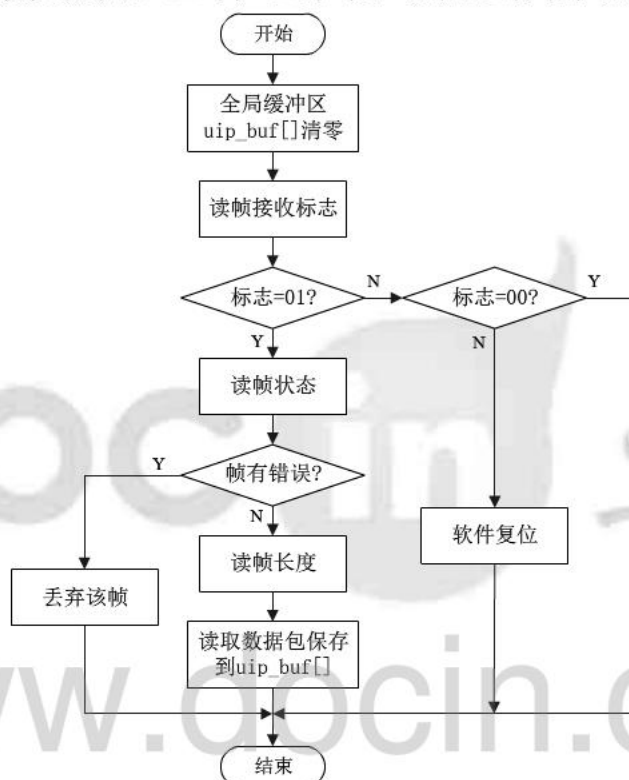 开始
全局缓冲区
uip_buf[]清零
读帧接收标志
标志=01?
N
标志=00?
Y
Y
N
读帧状态
帧有错误?
Y
N
读帧长度
软件复位
丢弃该帧
读取数据包保存
到uip_buf[]
结束